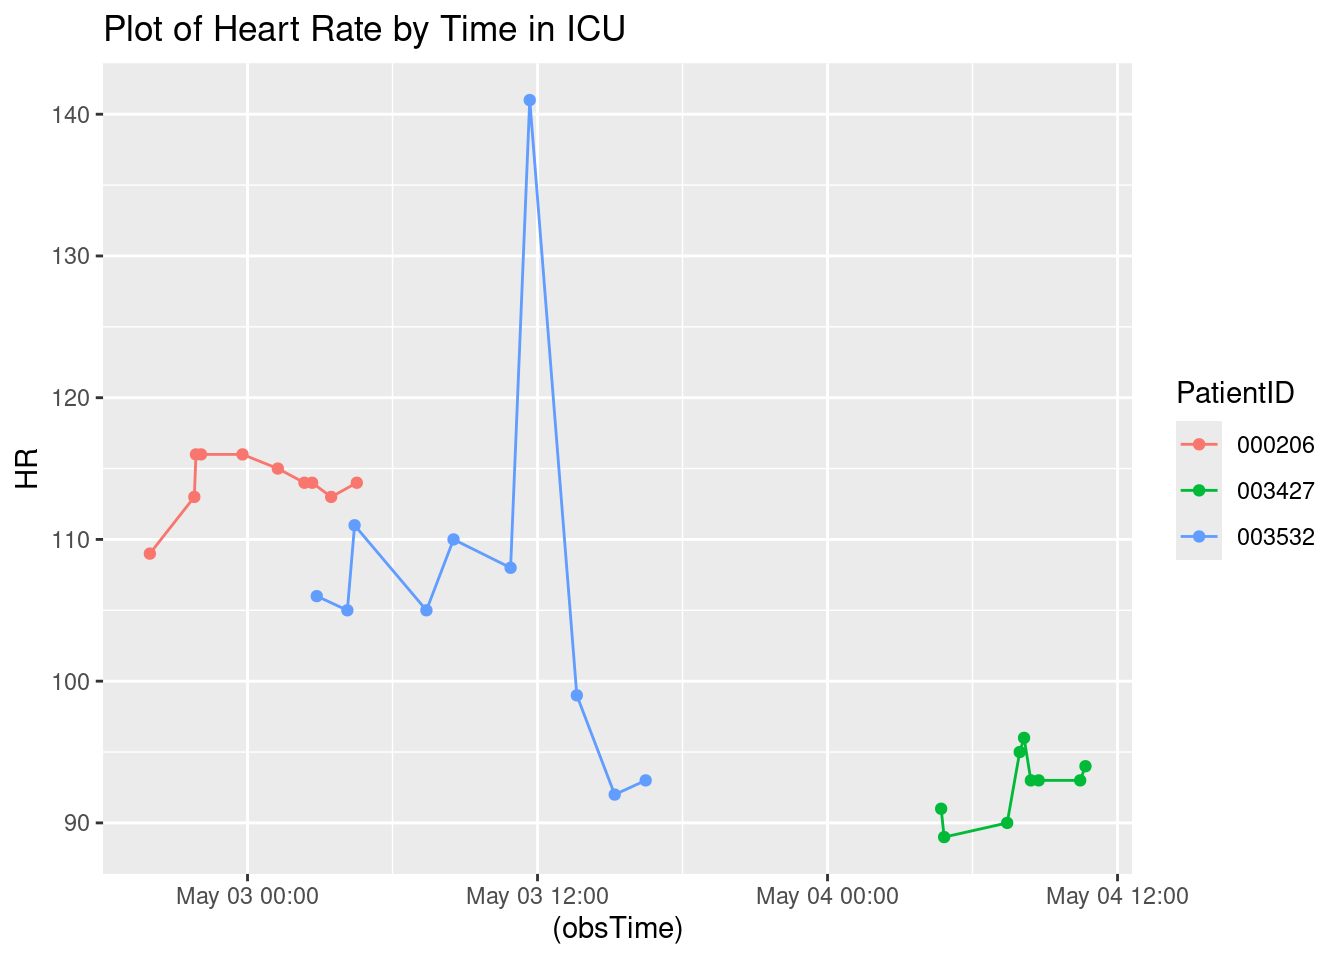 Plot of Heart Rate by Time in ICU
HR
140
130
120
110
100
90
May 03 00:00
May 03 12:00
May 04 00:00
May 04 12:00
(obsTime)
PatientID
000206
003427
003532